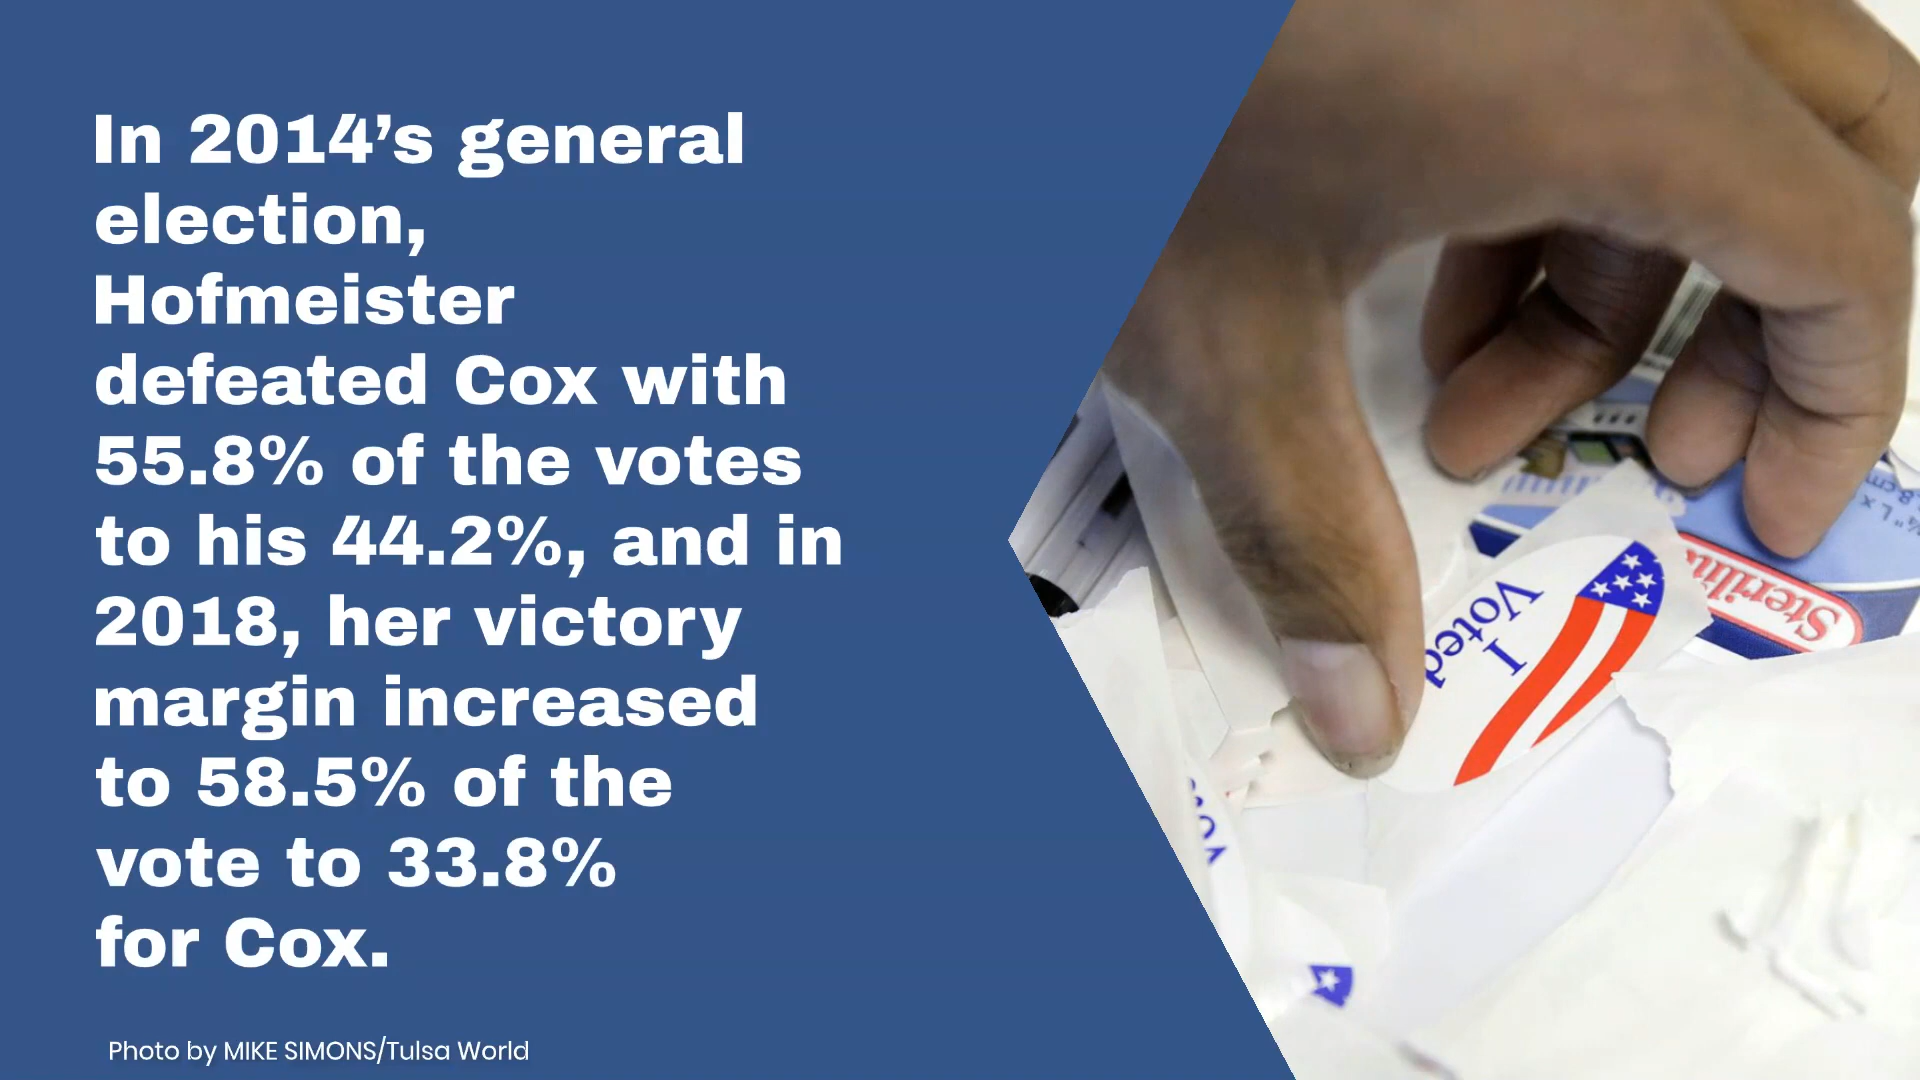 In 2014’s general
election,
Hofmeister
defeated Cox with
55.8% of the votes
to his 44.2%, and in
2018, her victory
margin increased
to 58.5% of the
vote to 33.8%
for Cox.
Photo by MIKE SIMONS/Tulsa World
I
Voted